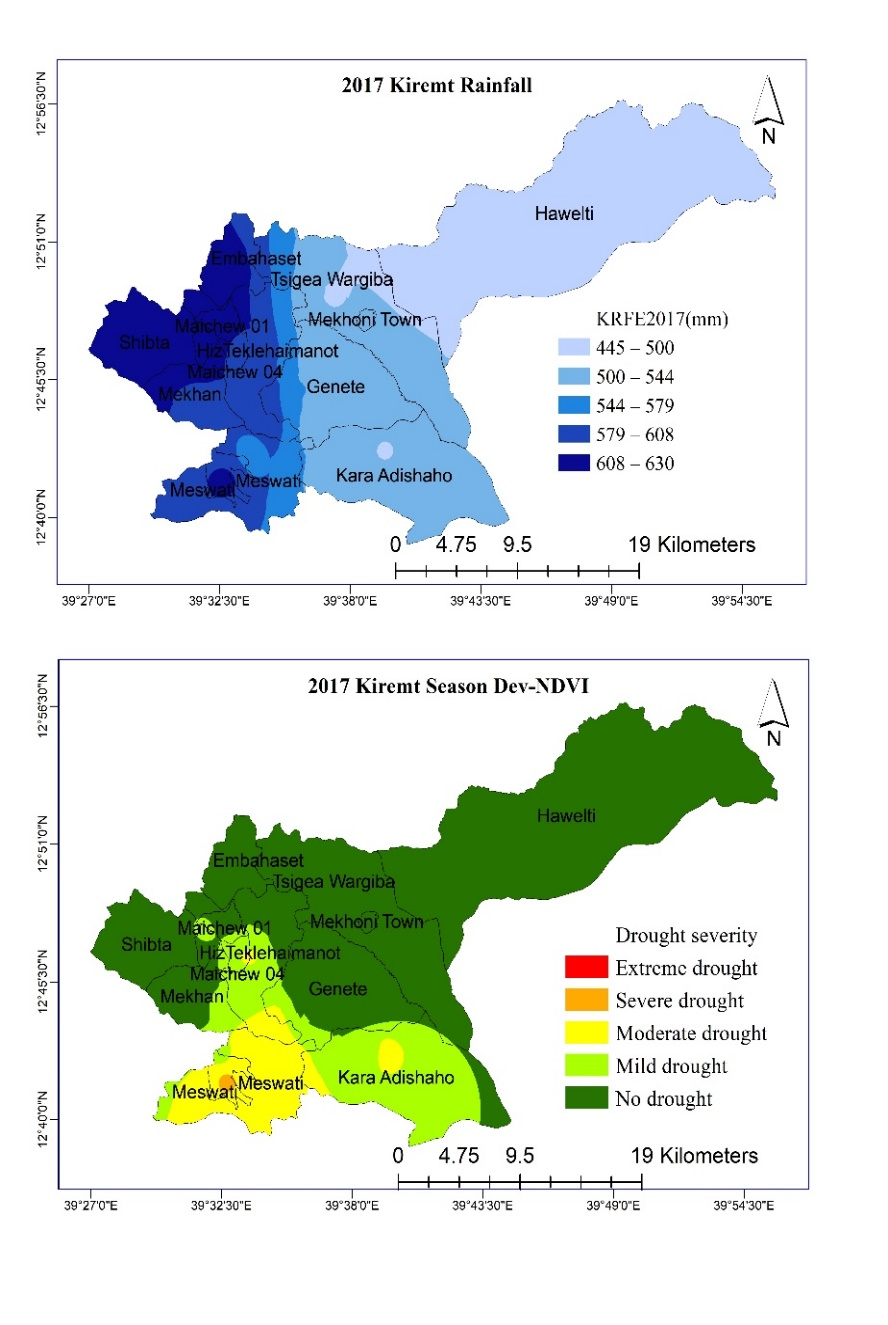 2017 Kiremt Rainfall
N
12°56'30"N
12°51'0"N
12°45'30"N
12°40'0"N
Hawelti
Embahaset
Tsigea Wargiba
Maichew 01
Mekhoni Town
Shibta
HizTeklehaimanot
Maichew 04
Mekhan
Genete
Meswati
Meswati
Kara Adishaho
KRFE2017(mm)
445 – 500
500 – 544
544 – 579
579 – 608
608 – 630
0 4.75 9.5 19 Kilometers
39°27'0"E 39°32'30"E 39°38'0"E 39°43'30"E 39°49'0"E 39°54'30"E
2017 Kiremt Season Dev-NDVI
N
12°56'30"N
12°51'0"N
12°45'30"N
12°40'0"N
Hawelti
Embahaset
Tsigea Wargiba
Maichew 01
Mekhoni Town
Shibta
HizTeklehaimanot
Maichew 04
Mekhan
Genete
Meswati
Meswati
Kara Adishaho
Drought severity
Extreme drought
Severe drought
Moderate drought
Mild drought
No drought
0 4.75 9.5 19 Kilometers
39°27'0"E 39°32'30"E 39°38'0"E 39°43'30"E 39°49'0"E 39°54'30"E